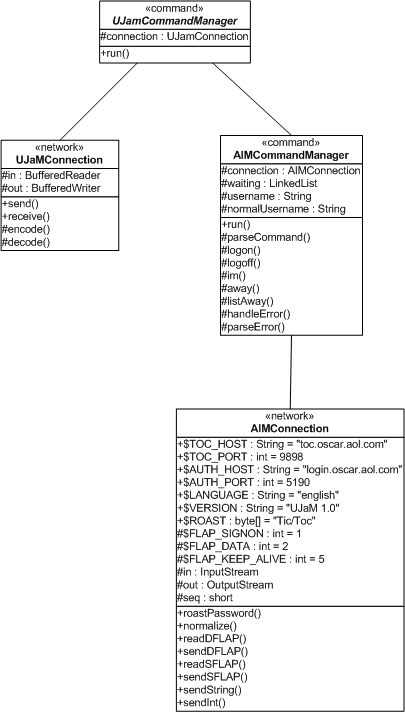 «command»
UJamCommandManager
#connection : UJamConnection
+run()
«network»
UJaMConnection
#in : BufferedReader
#out : BufferedWriter
+send()
+receive()
#encode()
#decode()
«command»
AIMCommandManager
#connection : AIMConnection
#waiting : LinkedList
#username : String
#normalUsername : String
+run()
#parseCommand()
#logon()
#logoff()
#im()
#away()
#listAway()
#handleError()
#parseError()
«network»
AIMConnection
+$TOC_HOST : String = "toc.oscar.aol.com"
+$TOC_PORT : int = 9898
+$AUTH_HOST : String = "login.oscar.aol.com"
+$AUTH_PORT : int = 5190
+$LANGUAGE : String = "english"
+$VERSION : String = "UJaM 1.0"
+$ROAST : byte[] = "Tic/Toc"
#$FLAP_SIGNON : int = 1
#$FLAP_DATA : int = 2
#$FLAP_KEEP_ALIVE : int = 5
#in : InputStream
#out : OutputStream
#seq : short
+roastPassword()
+normalize()
+readDFLAP()
+sendDFLAP()
+readSFLAP()
+sendSFLAP()
+sendString()
+sendInt()